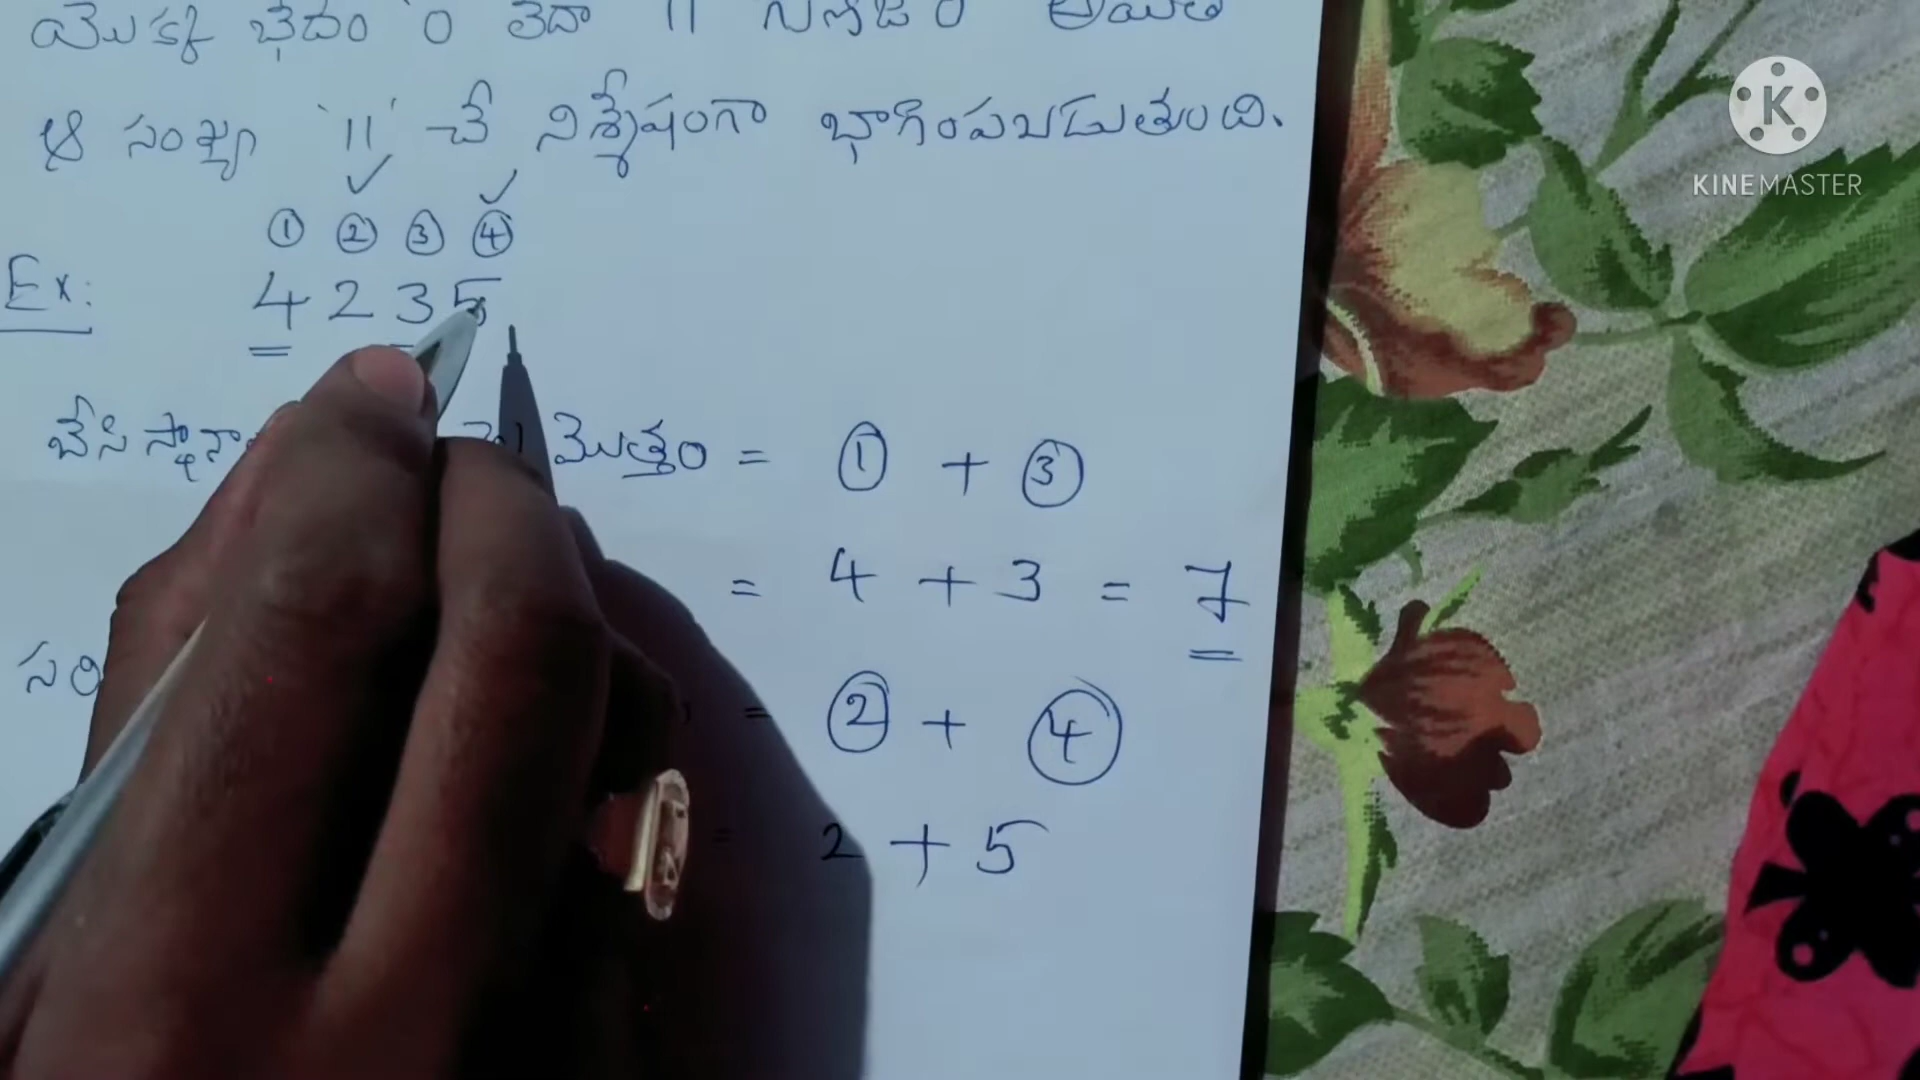 యొక్క భేదం '0 లేదా 11
ఆ సంఖ్య '11' చే నిశ్శేషంగా భాగింపబడుతుంది.
① ② ③ ④
Ex: 4 2 3 5
బేసి మొత్తం = ① + ③
= 4 + 3 = 7
సరి = ② + ④
= 2 + 5
K
KINEMASTER